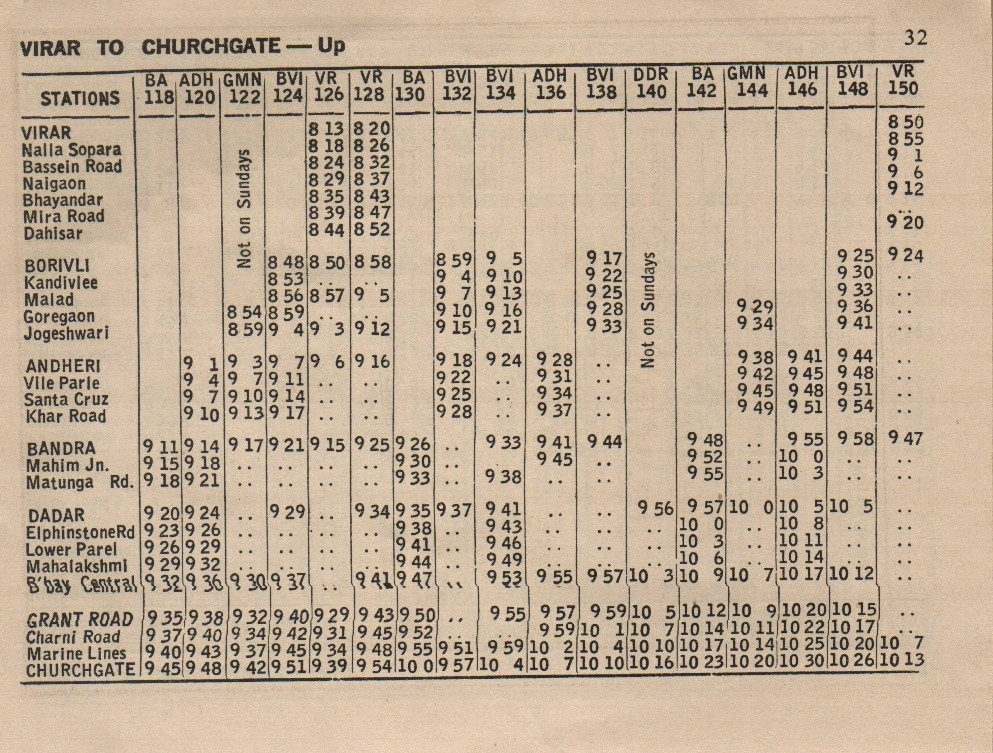 VIRAR TO CHURCHGATE — Up 32
STATIONS BA 118 ADH 120 GMN 122 BVI 124 VR 126 VR 128 BA 130 BVI 132 BVI 134 ADH 136 BVI 138 DDR 140 BA 142 GMN 144 ADH 146 BVI 148 VR 150
VIRAR 8 13 8 20 8 50
Nalla Sopara 8 18 8 26 8 55
Bassein Road 8 24 8 32 9 1
Naigaon 8 29 8 37 9 6
Bhayandar 8 35 8 43 9 12
Mira Road 8 39 8 47 ..
Dahisar 8 44 8 52 9 20
Not on Sundays
BORIVLI 8 48 8 50 8 58 8 59 9 5 9 17 9 25 9 24
Kandivlee 8 53 .. .. 9 4 9 10 9 22 9 30 ..
Malad 8 56 8 57 9 5 9 7 9 13 9 25 9 33 ..
Goregaon 8 54 8 59 .. .. 9 10 9 16 9 28 9 29 9 36 ..
Jogeshwari 8 59 9 4 9 3 9 12 9 15 9 21 9 33 9 34 9 41 ..
Not on Sundays
ANDHERI 9 1 9 3 9 7 9 6 9 16 9 18 9 24 9 28 .. 9 38 9 41 9 44 ..
Vile Parle 9 4 9 7 9 11 .. .. 9 22 .. 9 31 .. 9 42 9 45 9 48 ..
Santa Cruz 9 7 9 10 9 14 .. .. 9 25 .. 9 34 .. 9 45 9 48 9 51 ..
Khar Road 9 10 9 13 9 17 .. .. 9 28 .. 9 37 .. 9 49 9 51 9 54 ..
BANDRA 9 11 9 14 9 17 9 21 9 15 9 25 9 26 .. 9 33 9 41 9 44 9 48 .. 9 55 9 58 9 47
Mahim Jn. 9 15 9 18 .. .. .. .. 9 30 .. .. 9 45 .. 9 52 .. 10 0 .. ..
Matunga Rd. 9 18 9 21 .. .. .. .. 9 33 .. 9 38 .. .. 9 55 .. 10 3 .. ..
DADAR 9 20 9 24 .. 9 29 .. 9 34 9 35 9 37 9 41 .. .. 9 56 9 57 10 0 10 5 10 5 ..
ElphinstoneRd 9 23 9 26 .. .. .. .. 9 38 .. 9 43 .. .. .. 10 0 .. 10 8 .. ..
Lower Parel 9 26 9 29 .. .. .. .. 9 41 .. 9 46 .. .. .. 10 3 .. 10 11 .. ..
Mahalakshmi 9 29 9 32 .. .. .. .. 9 44 .. 9 49 .. .. .. 10 6 .. 10 14 .. ..
B'bay Central 9 32 9 36 9 30 9 37 .. 9 41 9 47 .. 9 53 9 55 9 57 10 3 10 9 10 7 10 17 10 12 ..
GRANT ROAD 9 35 9 38 9 32 9 40 9 29 9 43 9 50 .. 9 55 9 57 9 59 10 5 10 12 10 9 10 20 10 15 ..
Charni Road 9 37 9 40 9 34 9 42 9 31 9 45 9 52 .. .. 9 59 10 1 10 7 10 14 10 11 10 22 10 17 ..
Marine Lines 9 40 9 43 9 37 9 45 9 34 9 48 9 55 9 51 9 59 10 2 10 4 10 10 10 17 10 14 10 25 10 20 10 7
CHURCHGATE 9 45 9 48 9 42 9 51 9 39 9 54 10 0 9 57 10 4 10 7 10 10 10 16 10 23 10 20 10 30 10 26 10 13